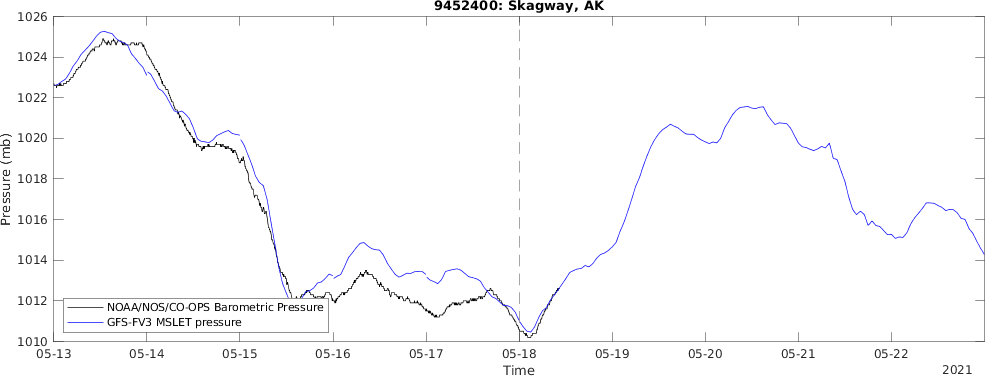 9452400: Skagway, AK
1026
1024
1022
1020
1018
1016
1014
1012
1010
Pressure (mb)
NOAA/NOS/CO-OPS Barometric Pressure
GFS-FV3 MSLET pressure
05-13 05-14 05-15 05-16 05-17 05-18 05-19 05-20 05-21 05-22
Time
2021